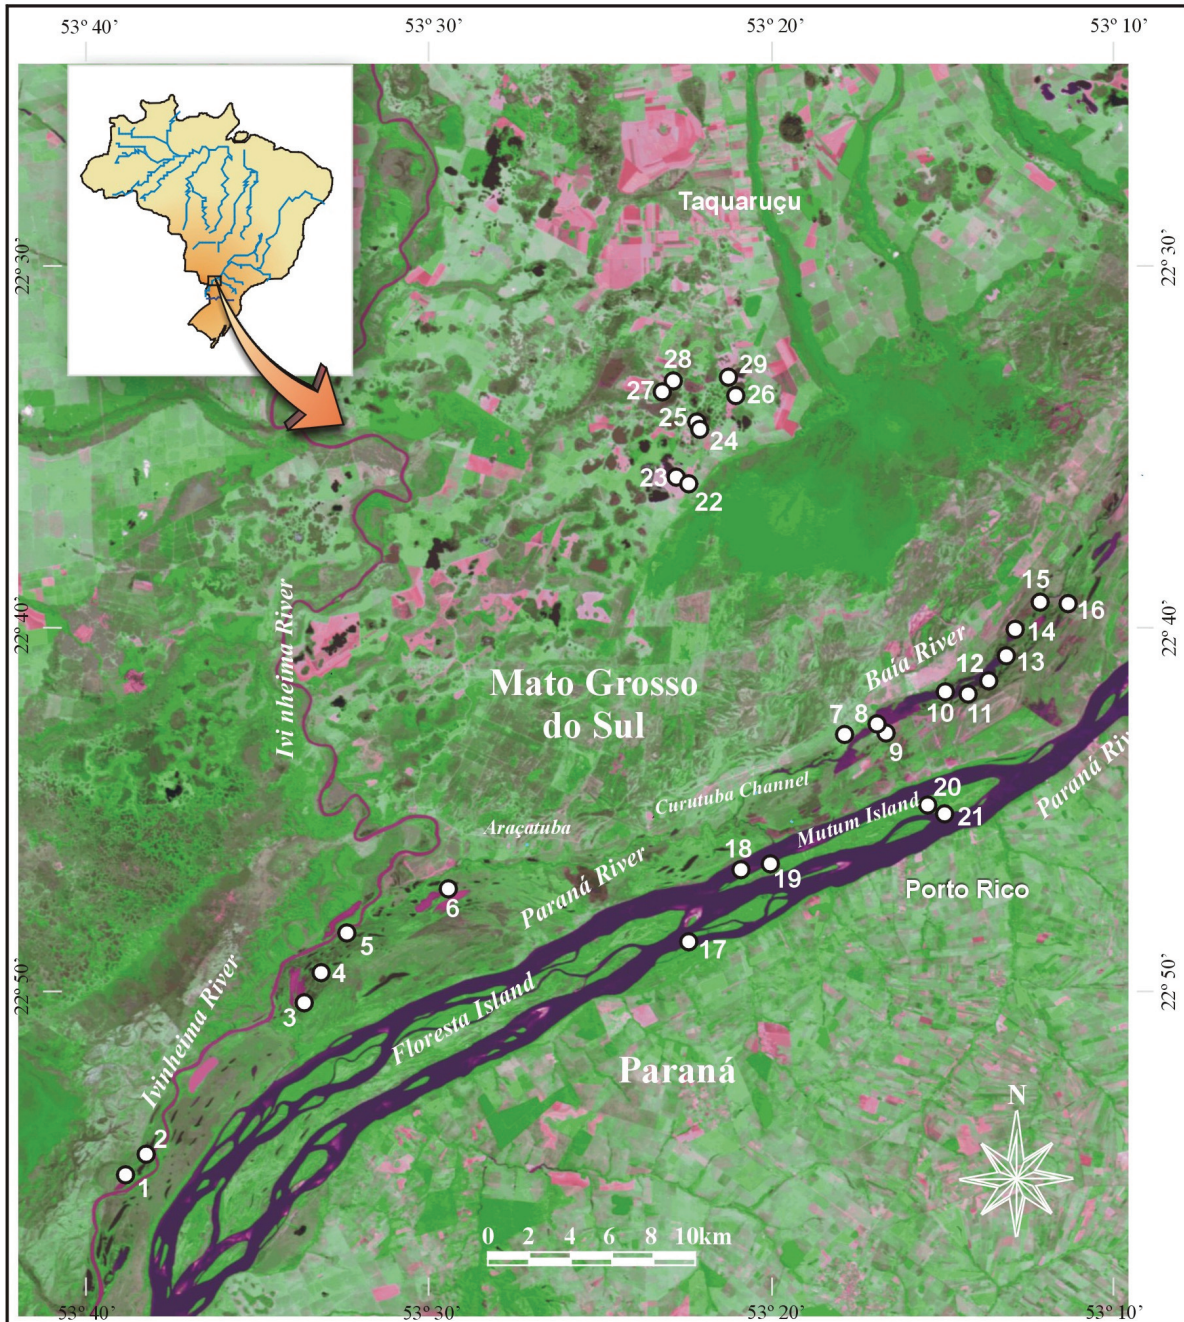 53° 40’ 53° 30’ 53° 20’ 53° 10’
Taquaruçu
22° 30’ 22° 30’
28 29
27 26
25
24
23
22
15
16
14
22° 40’ 22° 40’
Ivi nheima River
Baía River
12 13
Mato Grosso
do Sul
10 11
7 8
9
Paraná Riv
Curutuba Channel
20
Mutum Island
21
Araçatuba
18
19
Paraná River
Porto Rico
6
5
17
4
Ivinheima River
3
22° 50’ 22° 50’
Floresta Island
Paraná
N
2
1
0 2 4 6 8 10km
53° 40’ 53° 30’ 53° 20’ 53° 10’